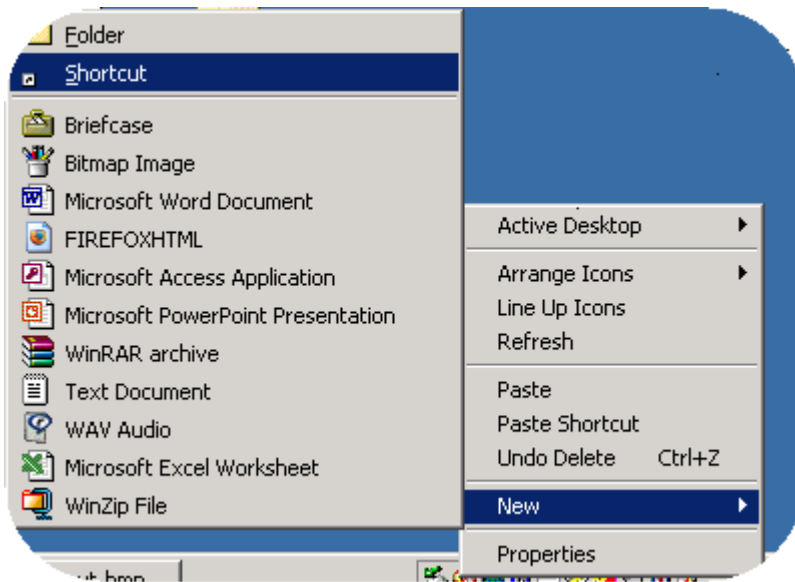 Folder
Shortcut
Briefcase
Bitmap Image
Microsoft Word Document
FIREFOXHTML
Microsoft Access Application
Microsoft PowerPoint Presentation
WinRAR archive
Text Document
WAV Audio
Microsoft Excel Worksheet
WinZip File
Active Desktop
Arrange Icons
Line Up Icons
Refresh
Paste
Paste Shortcut
Undo Delete Ctrl+Z
New
Properties